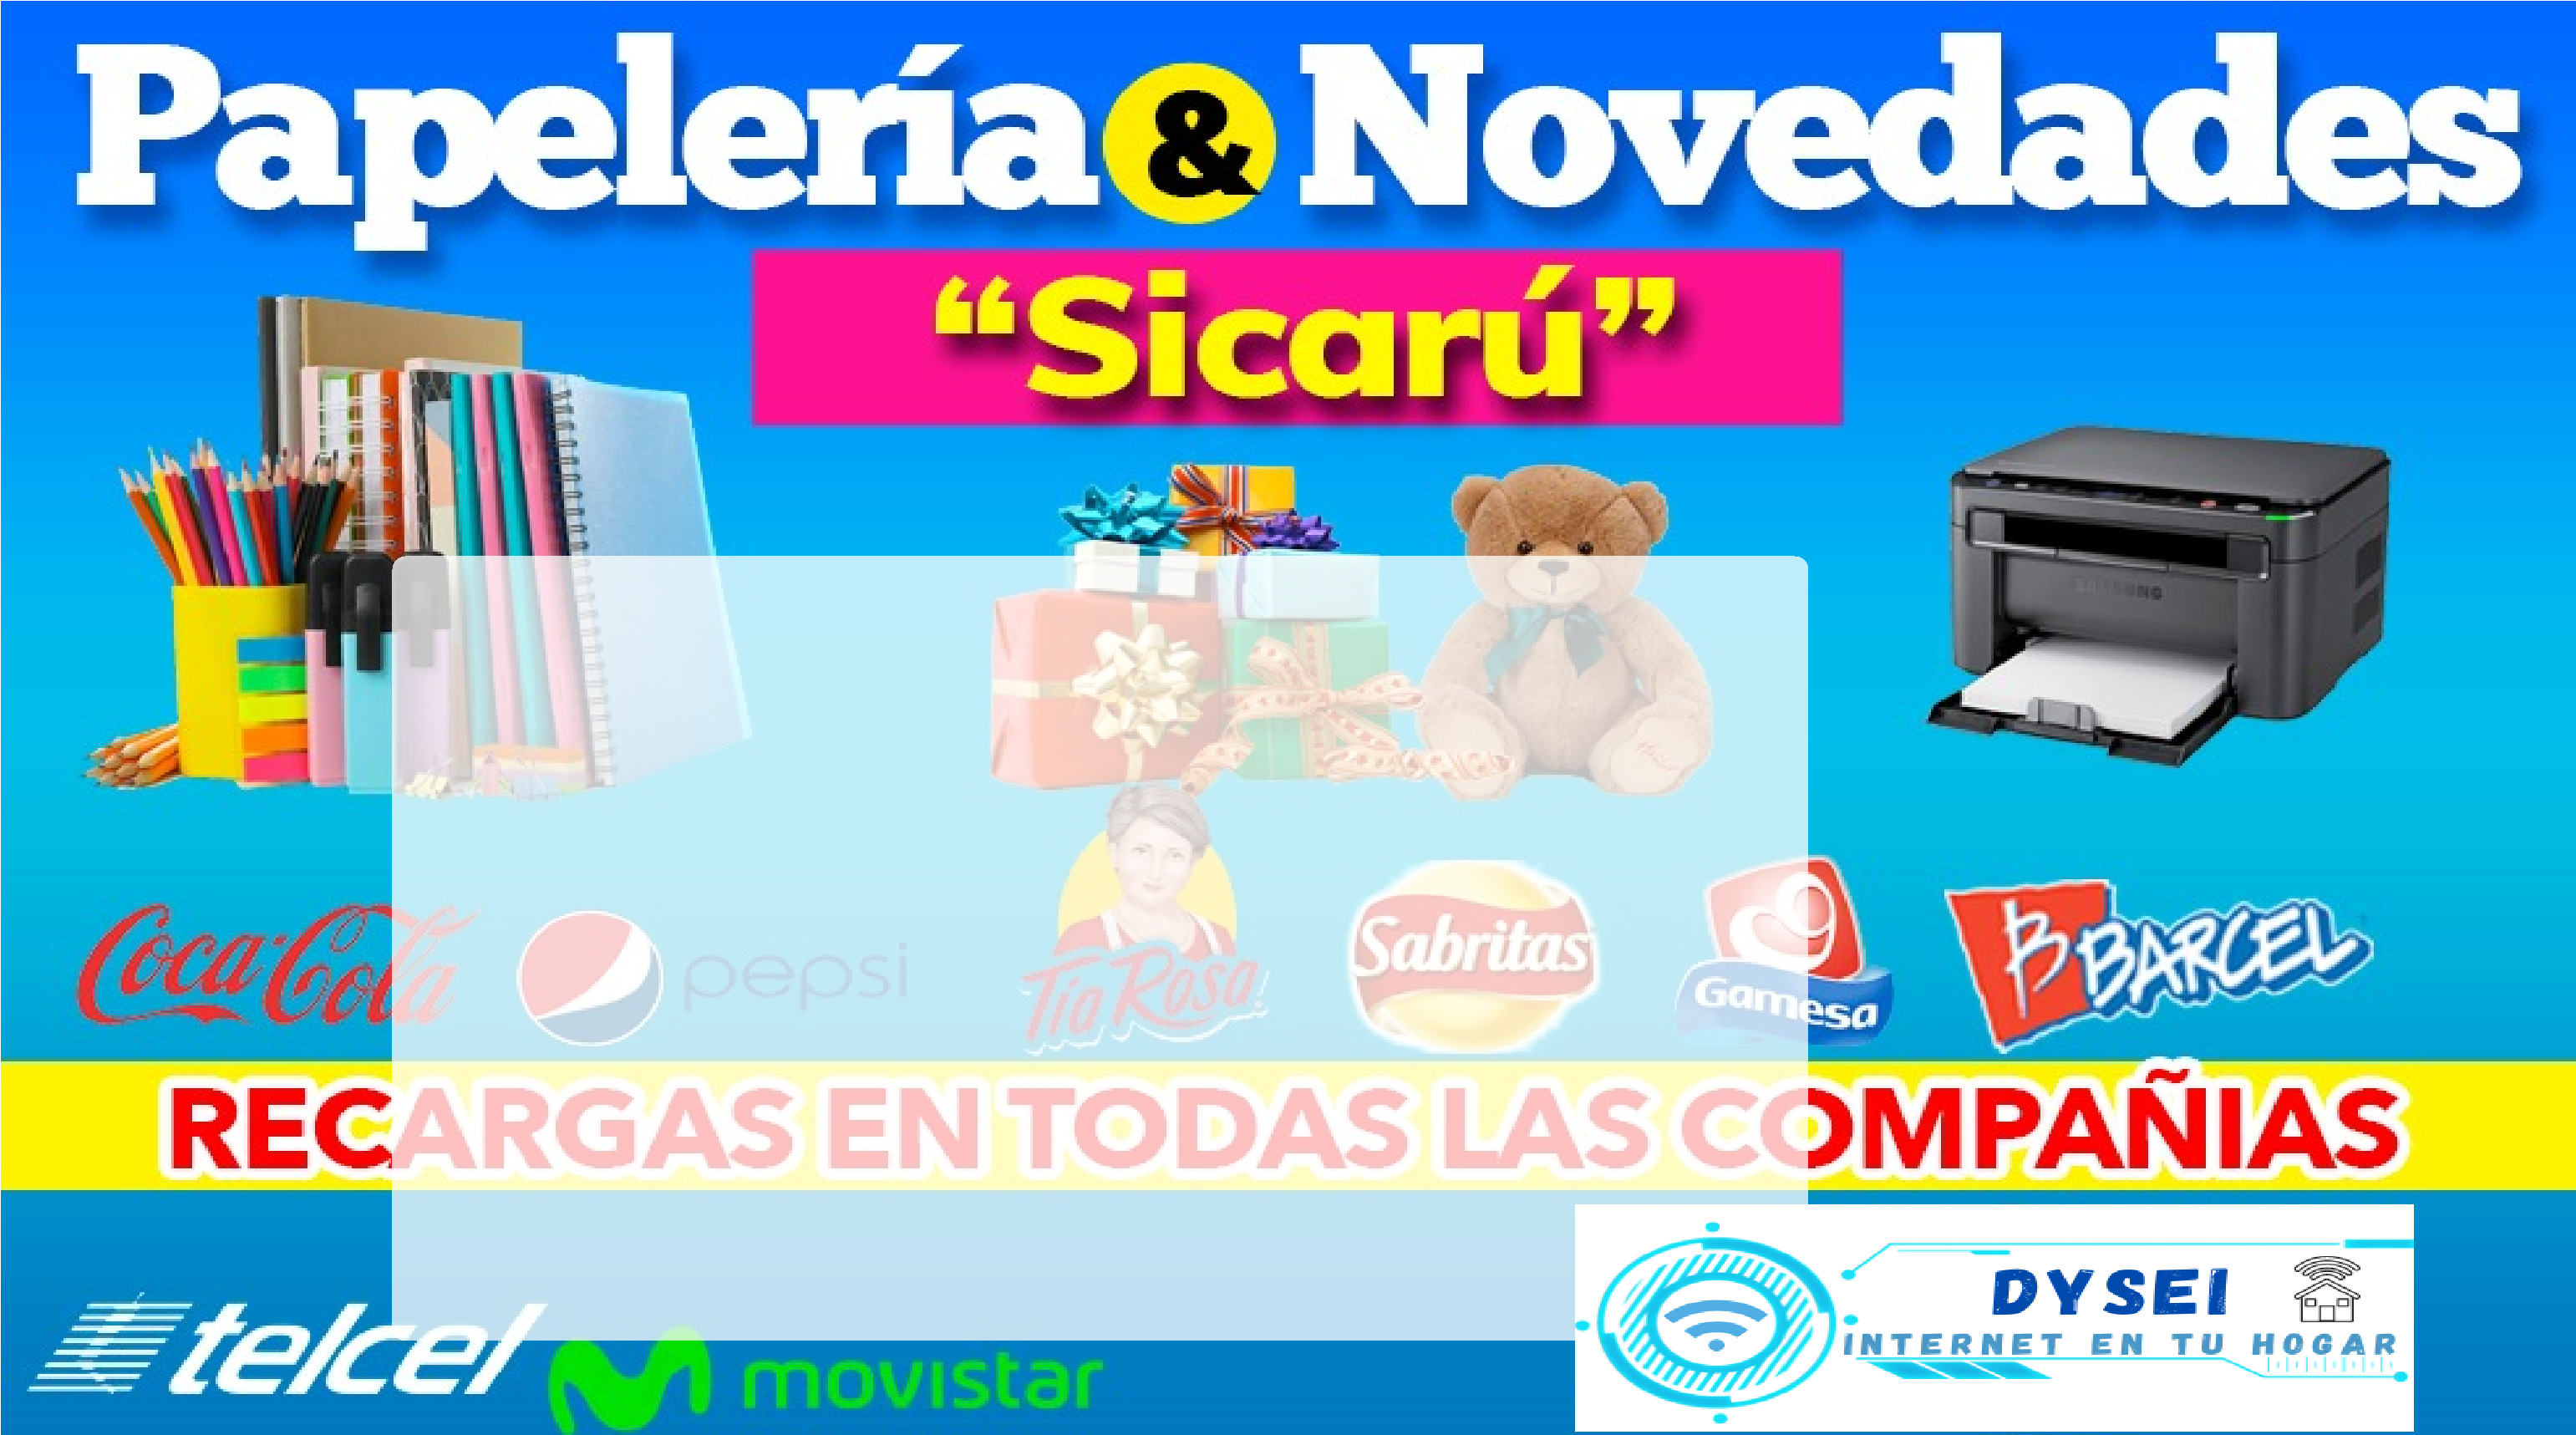 Papelería & Novedades
“Sicarú”
SAMSUNG
Coca-Cola
pepsi
Tía Rosa
Sabritas
Gamesa
BARCEL
RECARGAS EN TODAS LAS COMPAÑIAS
telcel
movistar
DYSEI
INTERNET EN TU HOGAR